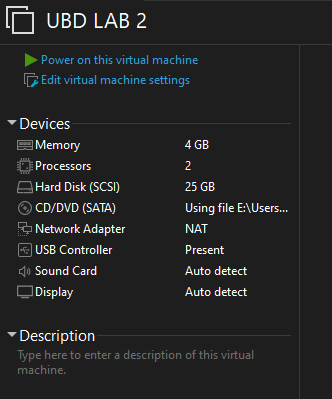 UBD LAB 2
Power on this virtual machine
Edit virtual machine settings
Devices
Memory 4 GB
Processors 2
Hard Disk (SCSI) 25 GB
CD/DVD (SATA) Using file E:\Users...
Network Adapter NAT
USB Controller Present
Sound Card Auto detect
Display Auto detect
Description
Type here to enter a description of this virtual
machine.